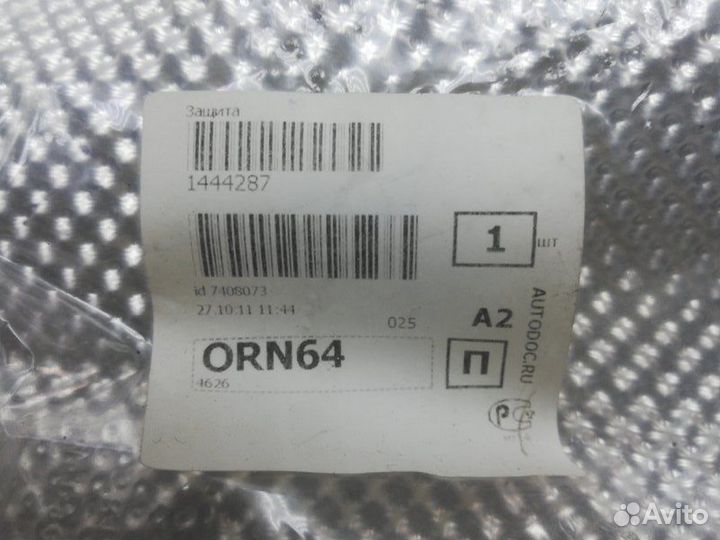 Защита
1444287
1 шт
id 7408073
27.10.11 11:44
025
A2
ORN64
4626
П
AUTODOC.RU
Avito